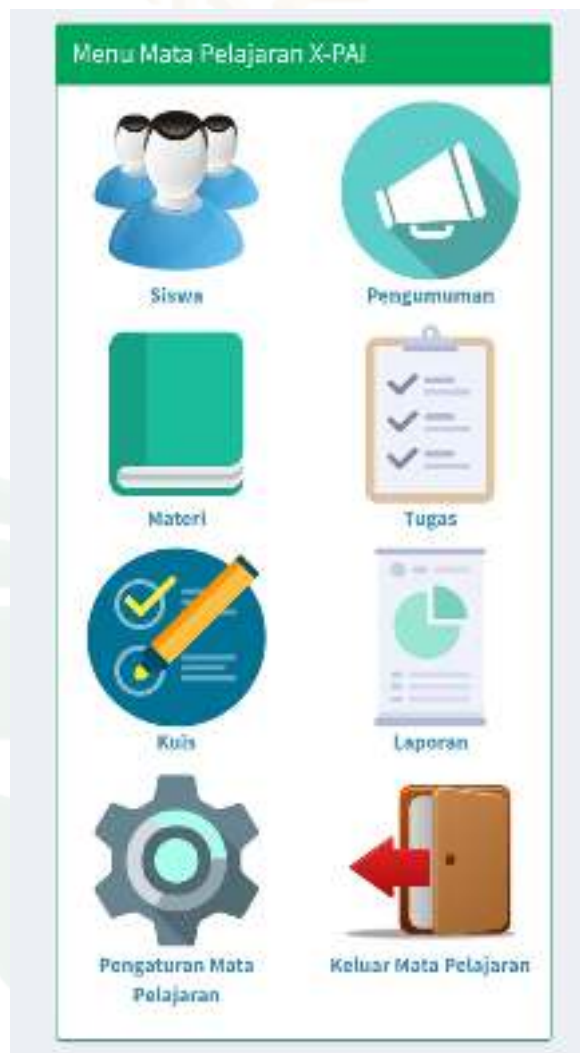 Menu Mata Pelajaran X-PAI
Siswa
Pengumuman
Materi
Tugas
Kuis
Laporan
Pengaturan Mata
Pelajaran
Keluar Mata Pelajaran